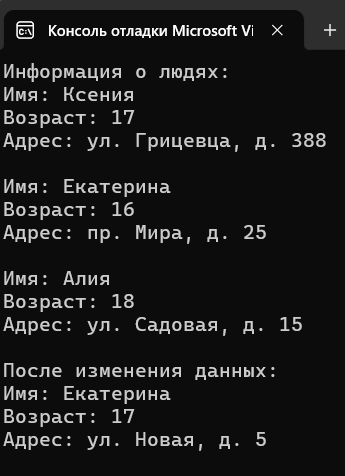 Консоль отладки Microsoft Vi
Информация о людях:
Имя: Ксения
Возраст: 17
Адрес: ул. Грицевца, д. 388
Имя: Екатерина
Возраст: 16
Адрес: пр. Мира, д. 25
Имя: Алия
Возраст: 18
Адрес: ул. Садовая, д. 15
После изменения данных:
Имя: Екатерина
Возраст: 17
Адрес: ул. Новая, д. 5